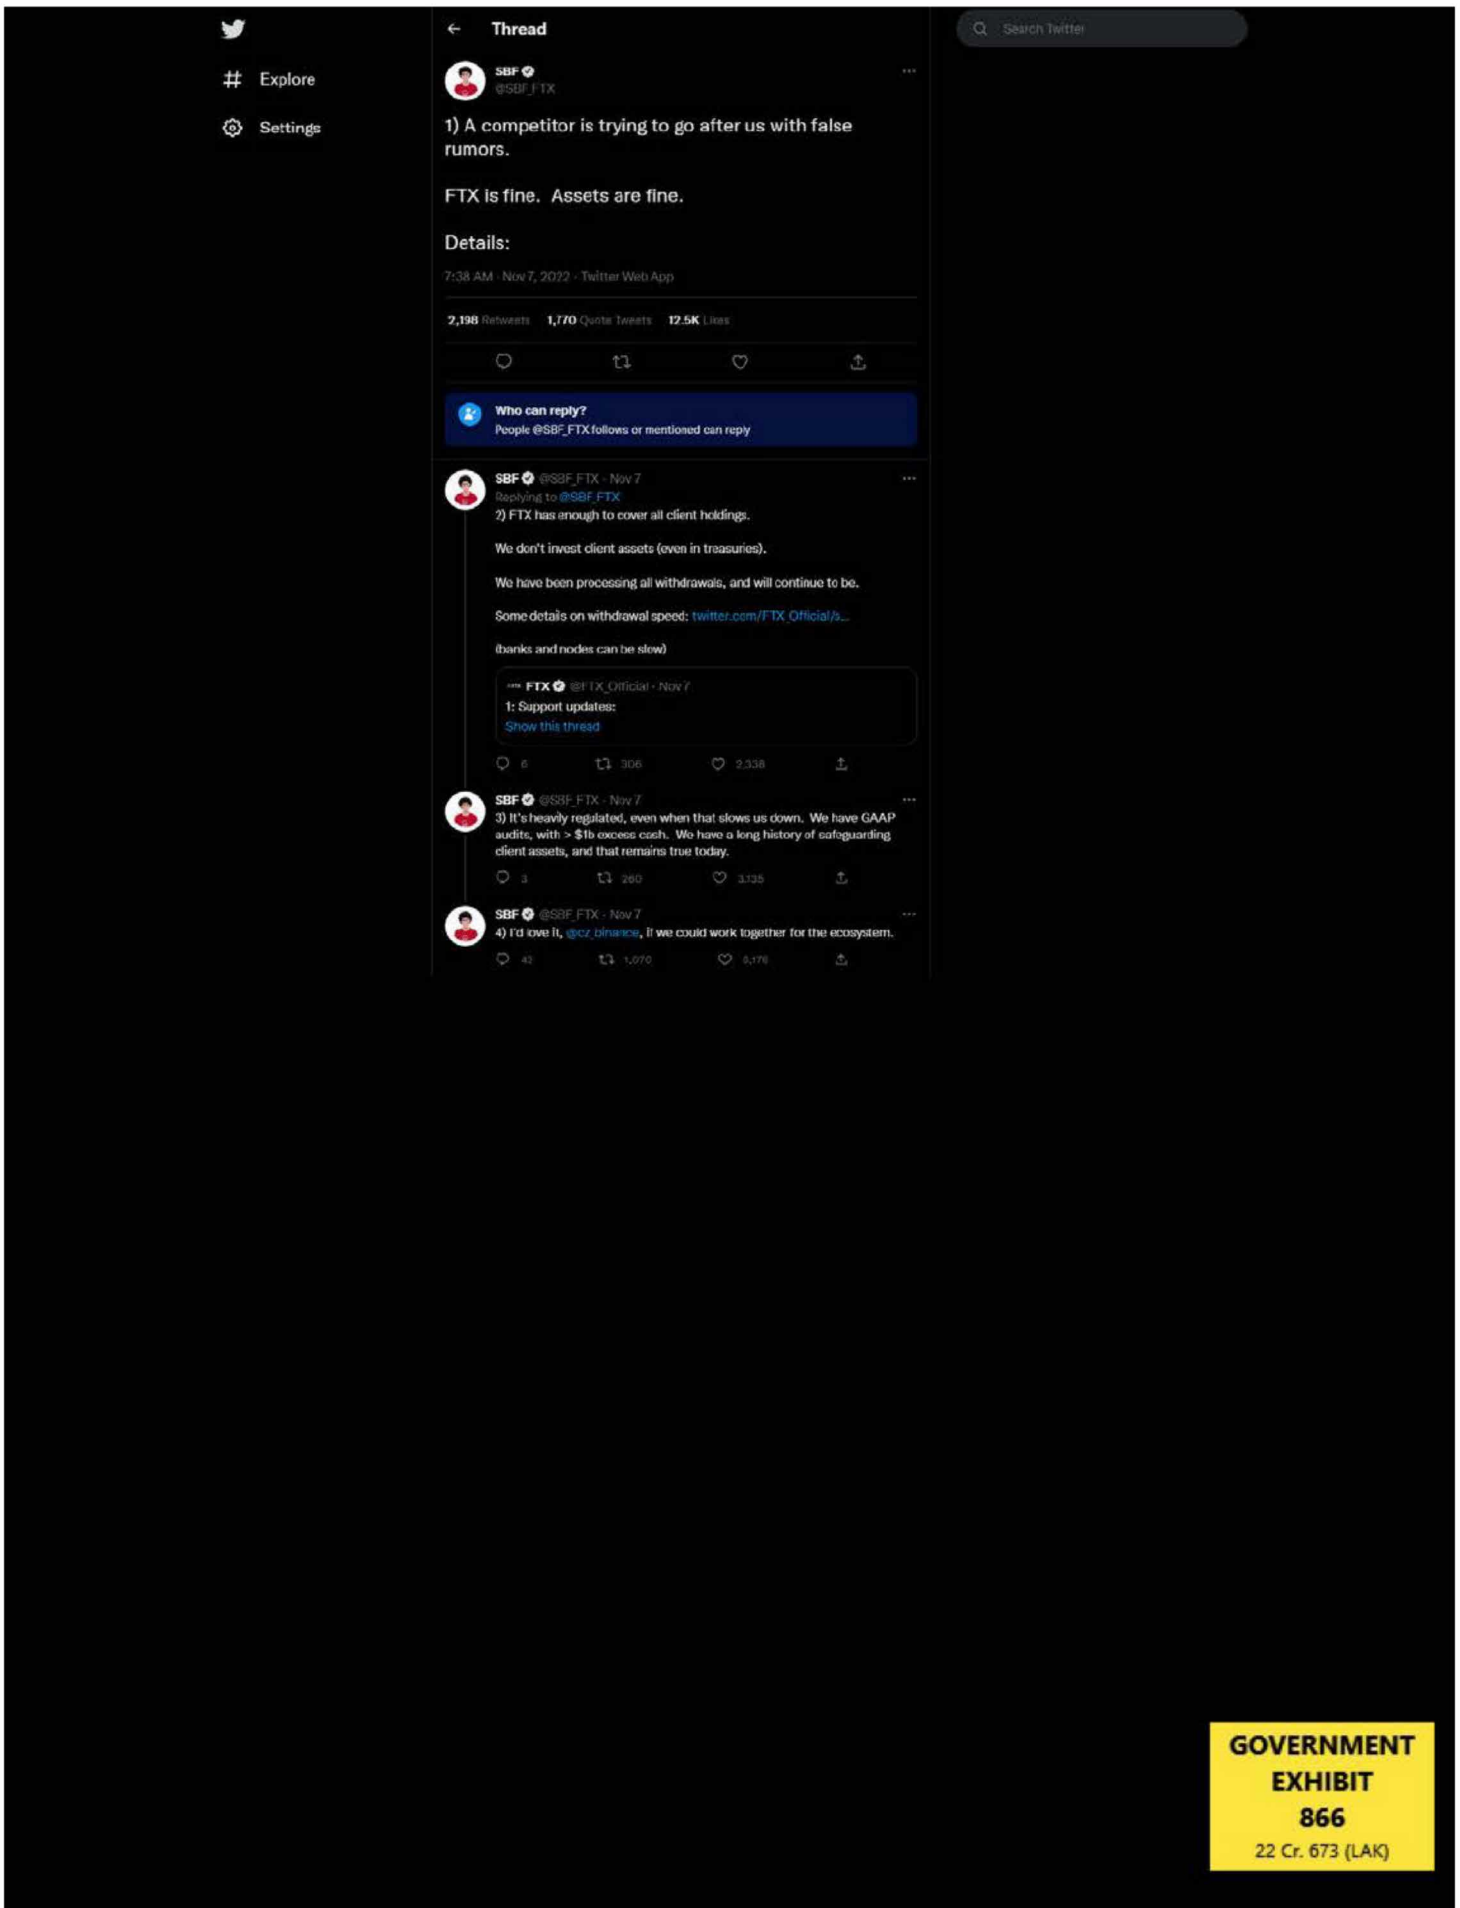 Thread
Search Twitter
Explore
Settings
SBF
@SBF_FTX
1) A competitor is trying to go after us with false
rumors.
FTX is fine.  Assets are fine.
Details:
7:38 AM · Nov 7, 2022 · Twitter Web App
2,198 Retweets 1,770 Quote Tweets 12.5K Likes
Who can reply?
People @SBF_FTX follows or mentioned can reply
SBF @SBF_FTX · Nov 7
Replying to @SBF_FTX
2) FTX has enough to cover all client holdings.
We don't invest client assets (even in treasuries).
We have been processing all withdrawals, and will continue to be.
Some details on withdrawal speed: twitter.com/FTX_Official/s...
(banks and nodes can be slow)
FTX @FTX_Official · Nov 7
1: Support updates:
Show this thread
6 306 2,338
SBF @SBF_FTX · Nov 7
3) It's heavily regulated, even when that slows us down.  We have GAAP
audits, with > $1b excess cash.  We have a long history of safeguarding
client assets, and that remains true today.
3 260 3,135
SBF @SBF_FTX · Nov 7
4) I'd love it, @cz_binance, if we could work together for the ecosystem.
42 1,070
GOVERNMENT
EXHIBIT
866
22 Cr. 673 (LAK)